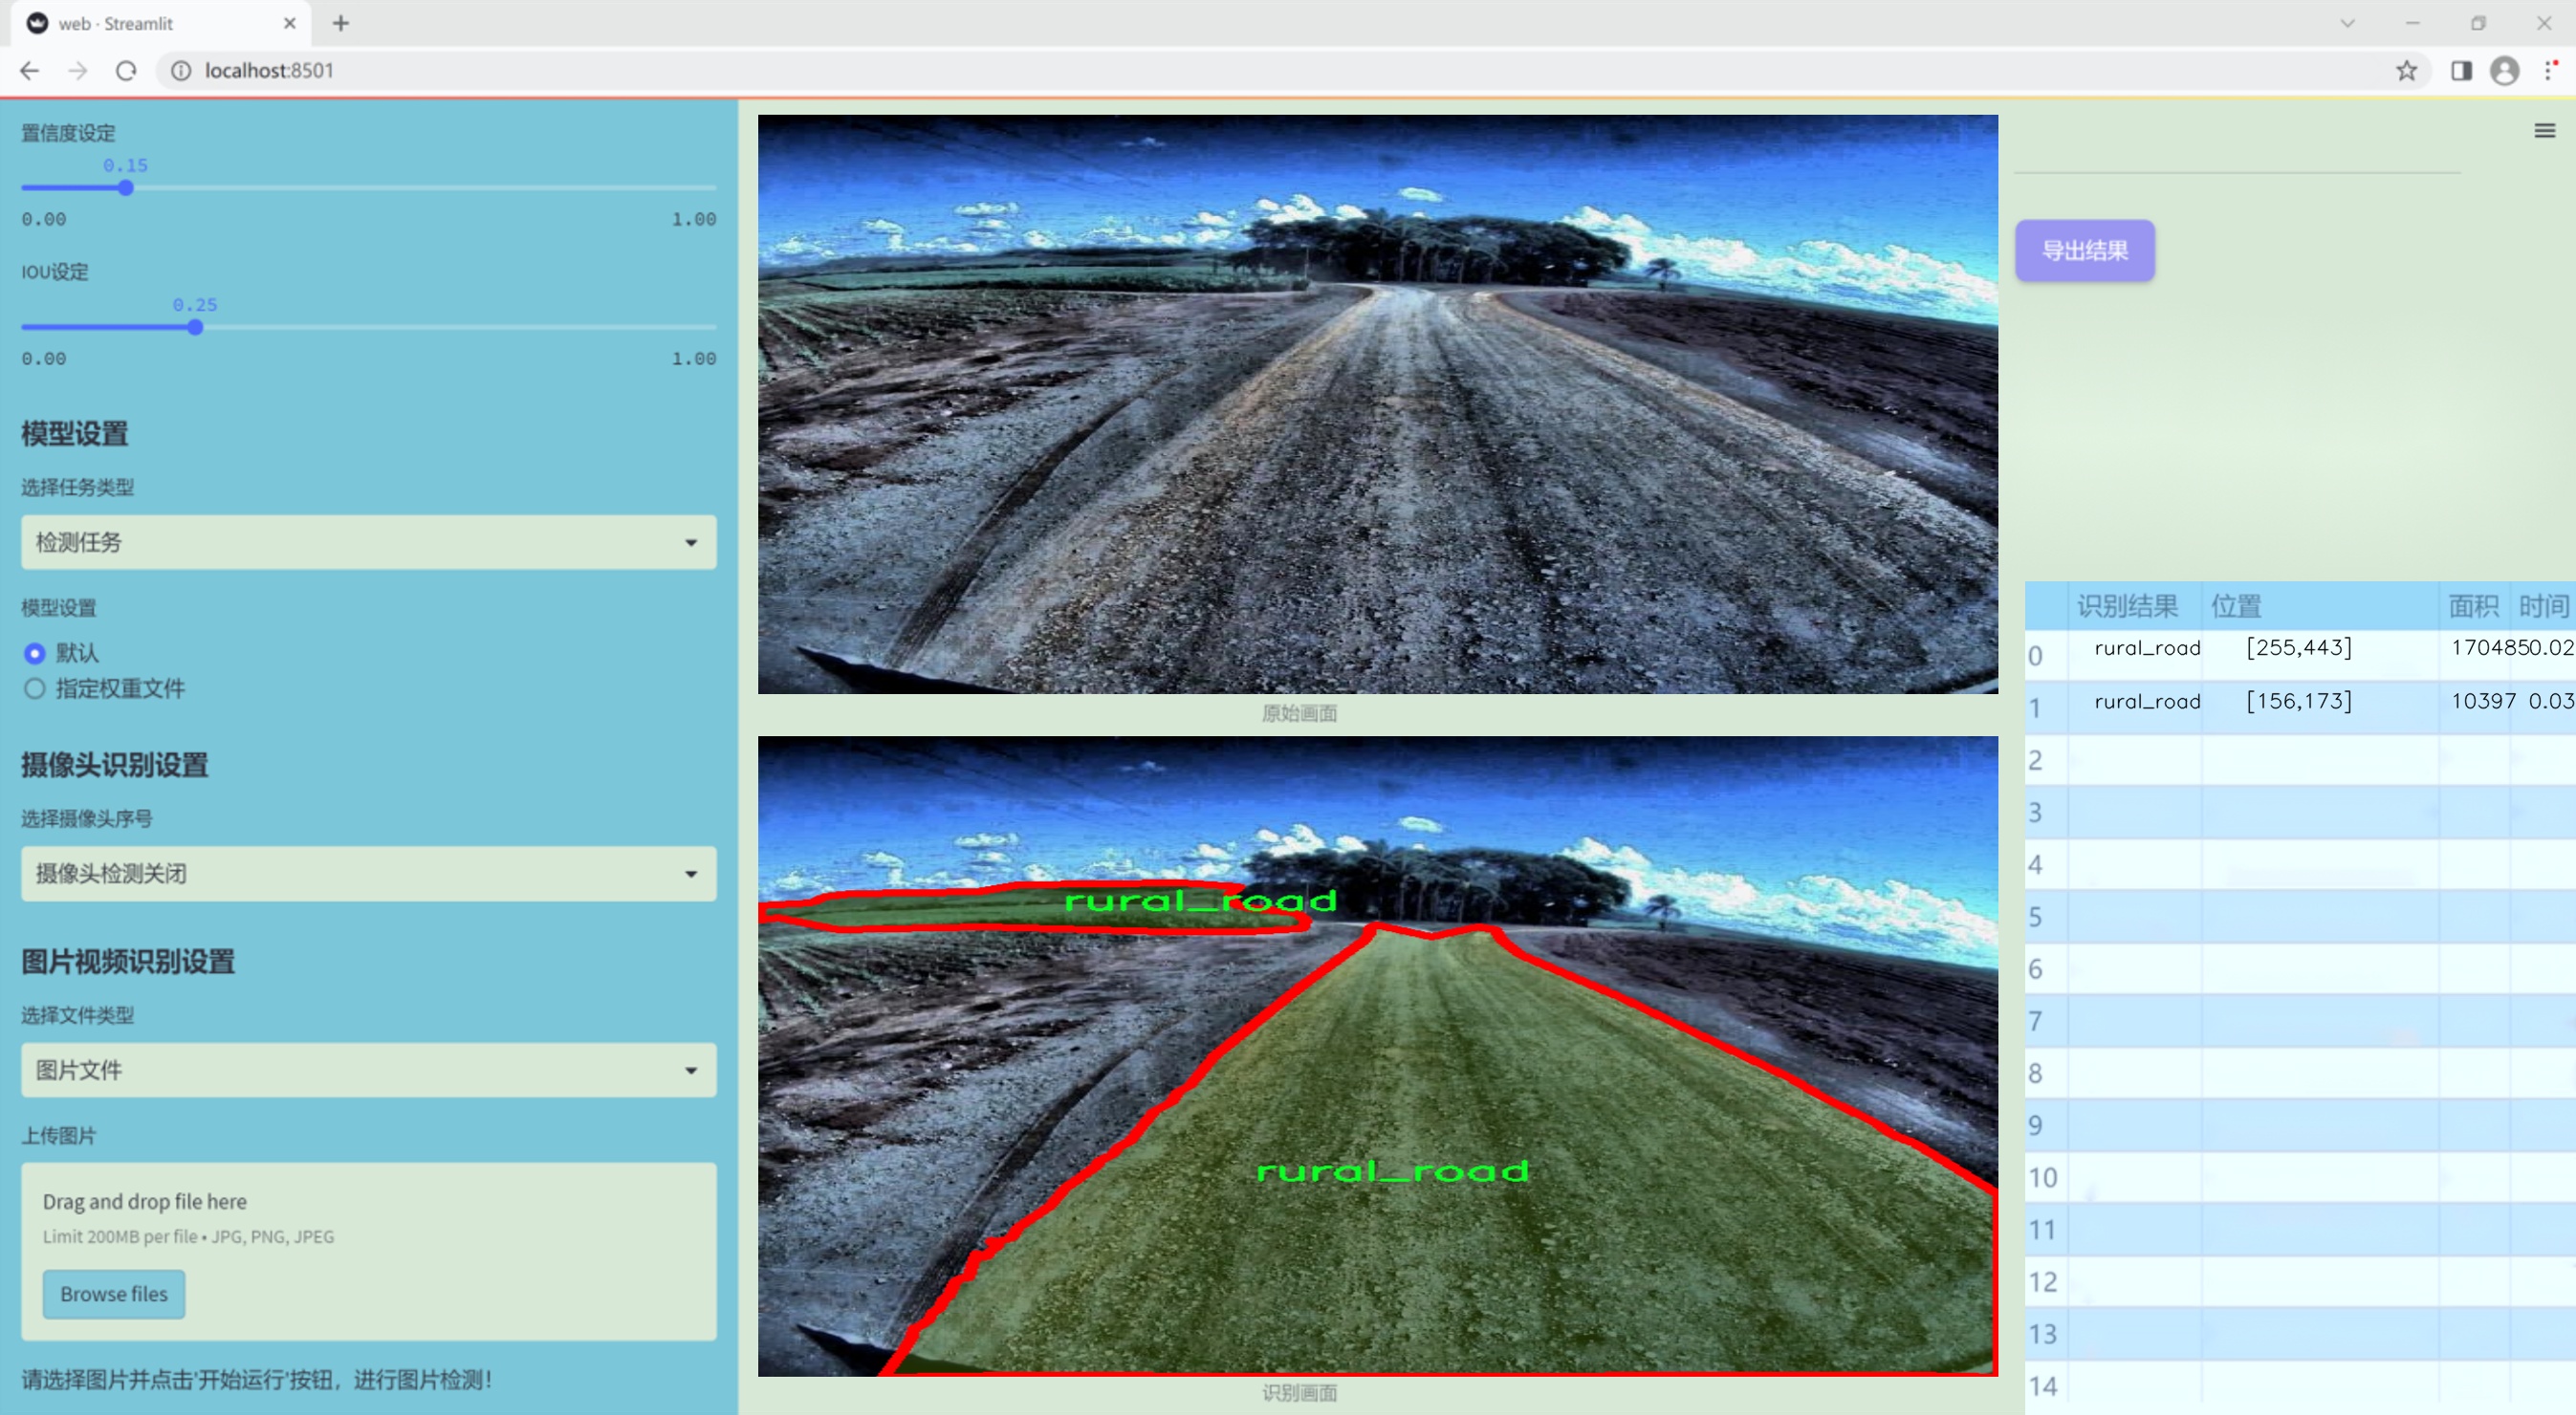 web · Streamlit
localhost:8501
置信度设定
0.15
0.00 1.00
IOU设定
0.25
0.00 1.00
模型设置
选择任务类型
检测任务
模型设置
默认
指定权重文件
摄像头识别设置
选择摄像头序号
摄像头检测关闭
图片视频识别设置
选择文件类型
图片文件
上传图片
Drag and drop file here
Limit 200MB per file • JPG, PNG, JPEG
Browse files
请选择图片并点击'开始运行'按钮，进行图片检测！
原始画面
rural_road
rural_road
识别画面
导出结果
识别结果 位置 面积 时间
0 rural_road [255,443] 1704850.02
1 rural_road [156,173] 10397 0.03
2
3
4
5
6
7
8
9
10
11
12
13
14